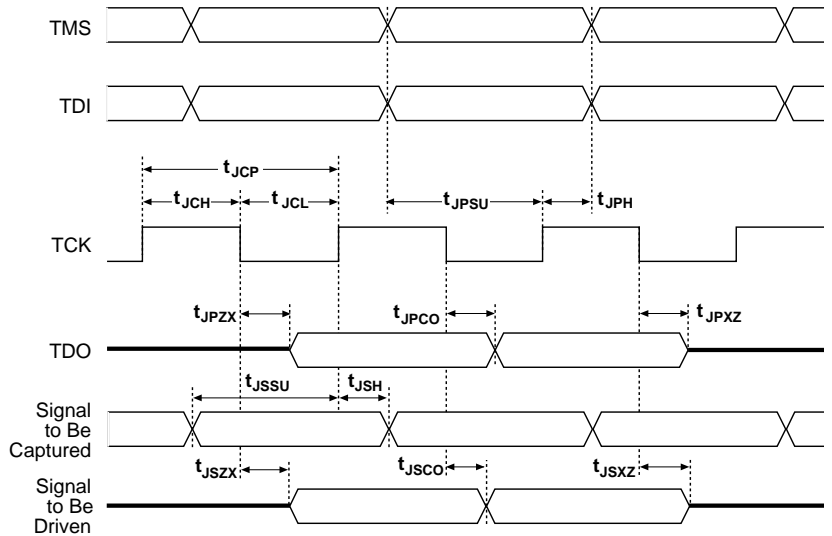 TMS
TDI
tJCP
tJCH tJCL tJPSU tJPH
TCK
tJPZX tJPCO tJPXZ
TDO
tJSSU tJSH
Signal
to Be
Captured
tJSZX tJSCO tJSXZ
Signal
to Be
Driven